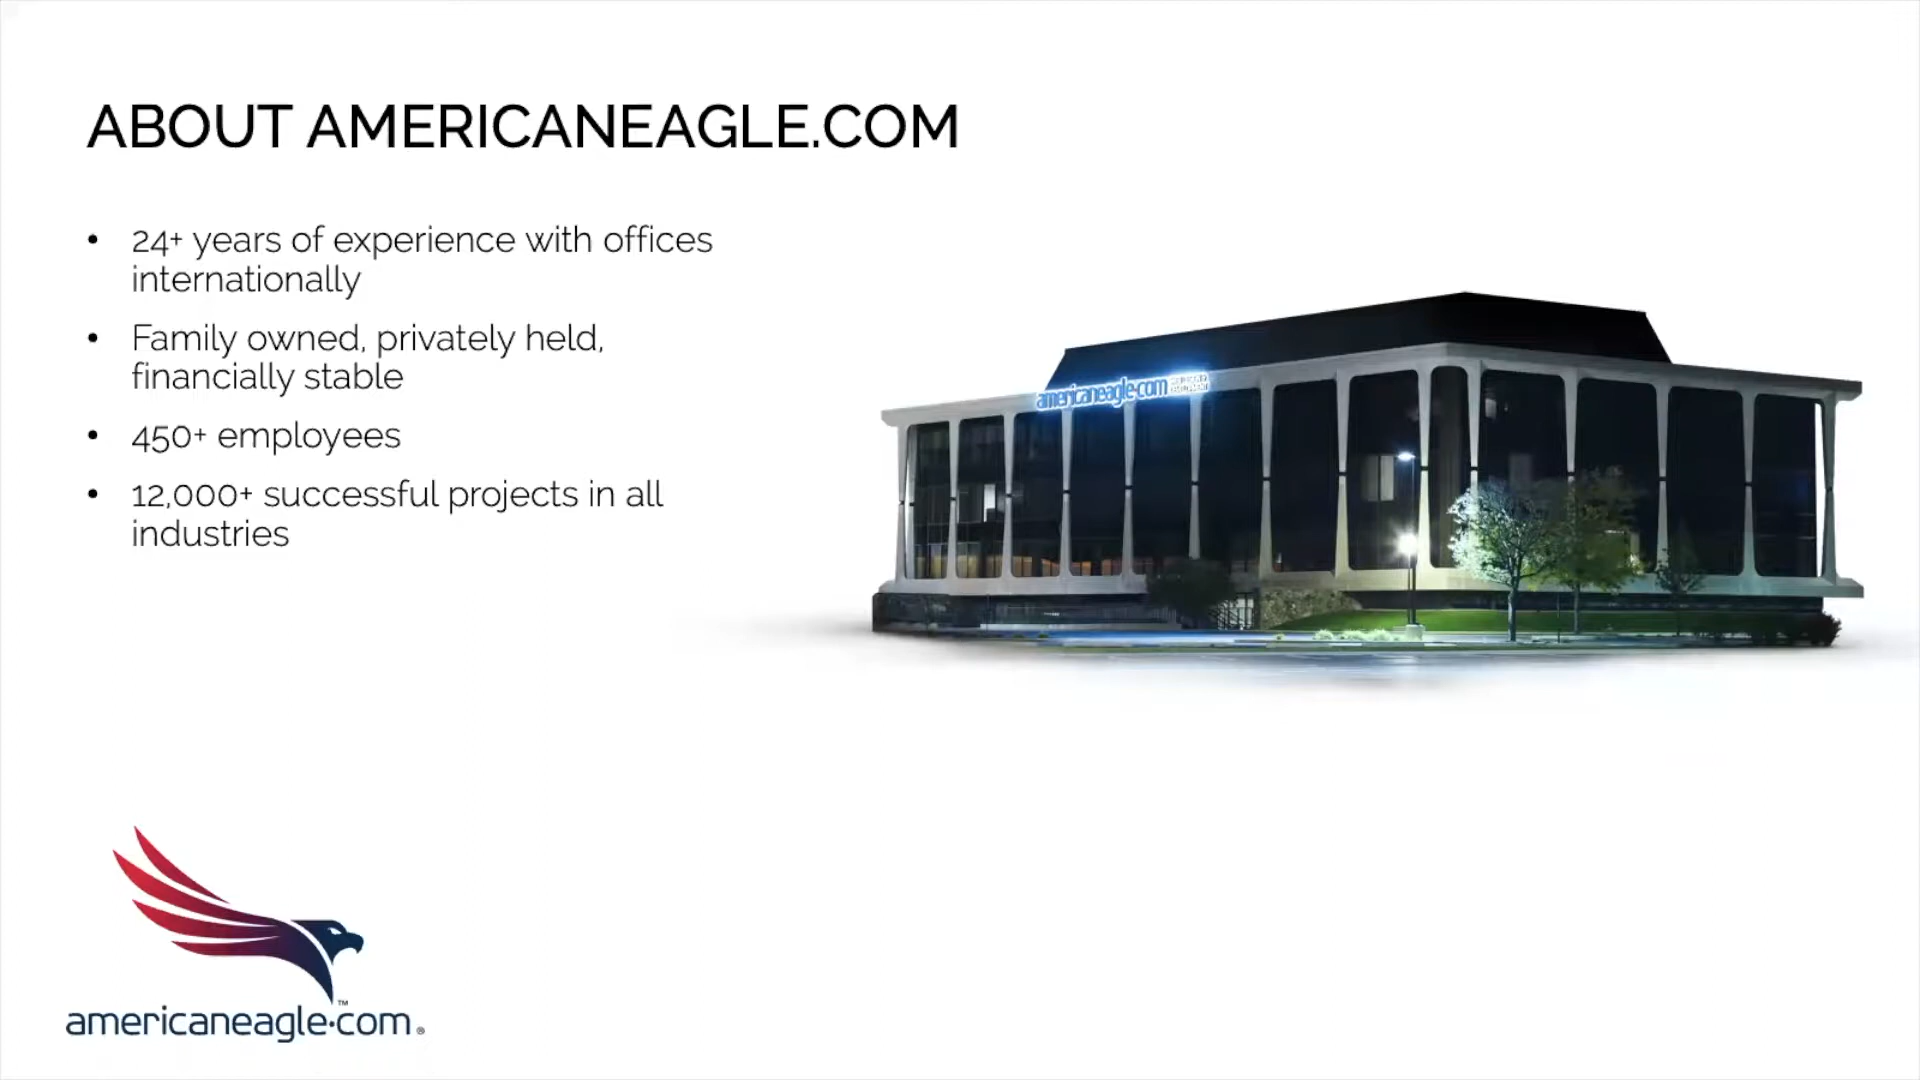 ABOUT AMERICANEAGLE.COM
• 24+ years of experience with offices
internationally
• Family owned, privately held,
financially stable
• 450+ employees
• 12,000+ successful projects in all
industries
americaneagle.com
americaneagle.com®
™